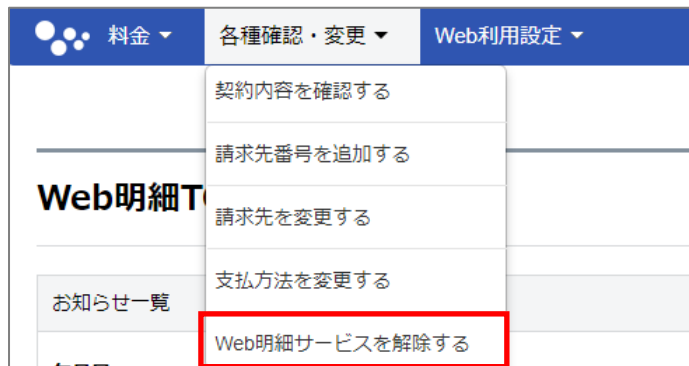 料金 ▼ 各種確認・変更 ▼ Web利用設定 ▼
契約内容を確認する
請求先番号を追加する
Web明細T
請求先を変更する
支払方法を変更する
お知らせ一覧
Web明細サービスを解除する